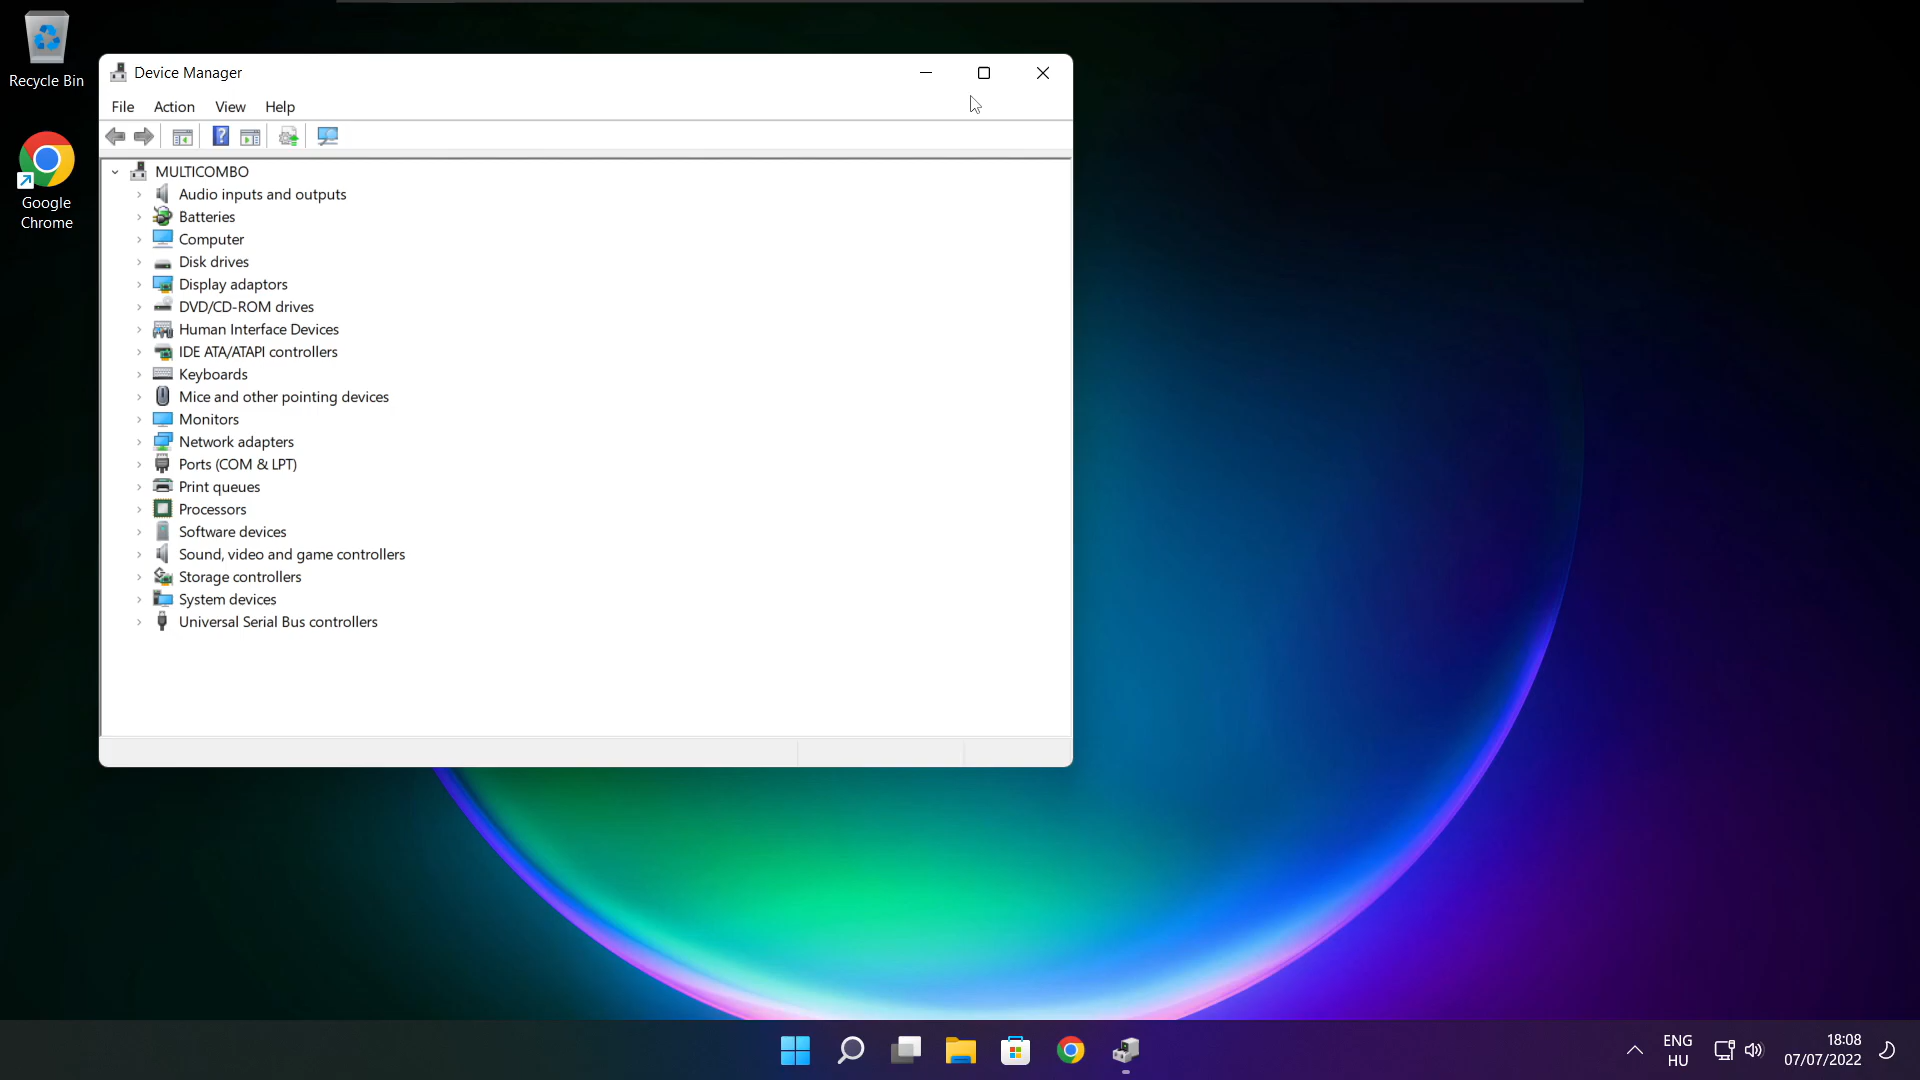 Recycle Bin
Google
Chrome
Device Manager
File Action View Help
MULTICOMBO
Audio inputs and outputs
Batteries
Computer
Disk drives
Display adaptors
DVD/CD-ROM drives
Human Interface Devices
IDE ATA/ATAPI controllers
Keyboards
Mice and other pointing devices
Monitors
Network adapters
Ports (COM & LPT)
Print queues
Processors
Software devices
Sound, video and game controllers
Storage controllers
System devices
Universal Serial Bus controllers
ENG
HU
18:08
07/07/2022